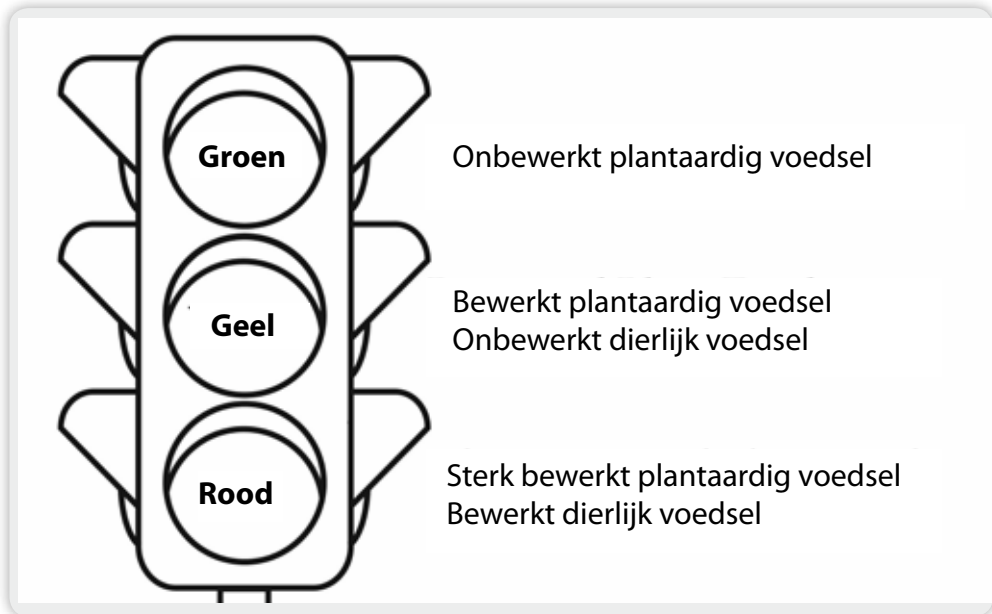 Groen
Onbewerkt plantaardig voedsel
Geel
Bewerkt plantaardig voedsel
Onbewerkt dierlijk voedsel
Rood
Sterk bewerkt plantaardig voedsel
Bewerkt dierlijk voedsel